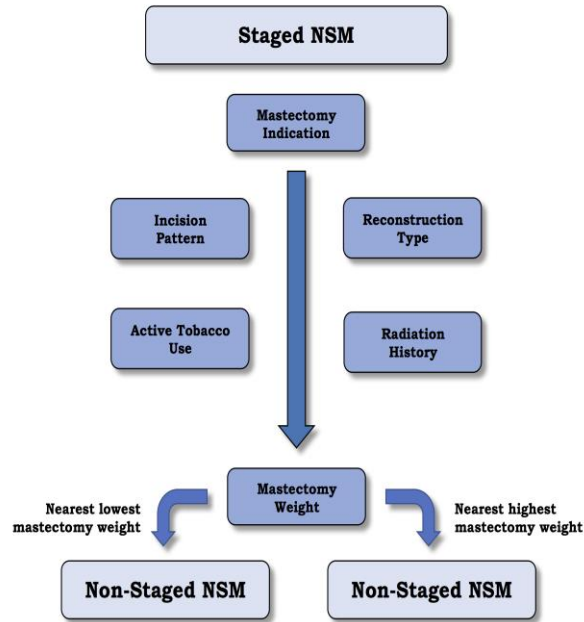 Staged NSM
Mastectomy
Indication
Incision
Pattern
Reconstruction
Type
Active Tobacco
Use
Radiation
History
Mastectomy
Weight
Nearest lowest
mastectomy weight
Nearest highest
mastectomy weight
Non-Staged NSM
Non-Staged NSM